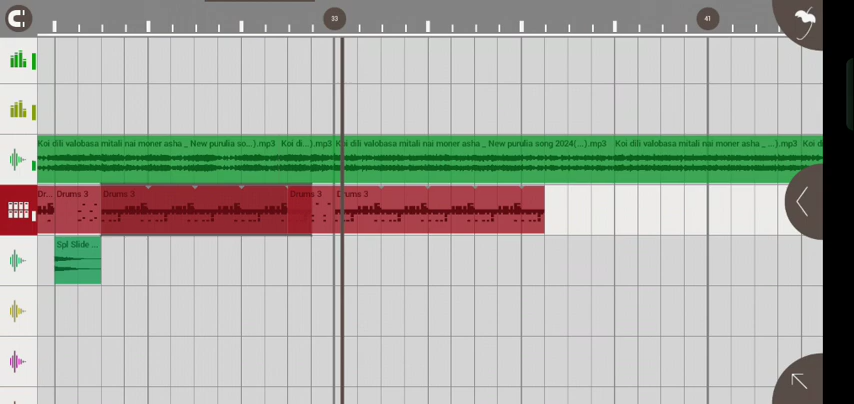 33
41
Koi dili valobasa mitali nai moner asha _ New purulia so...).mp3
Koi di...).mp3
Koi dili valobasa mitali nai moner asha _ New purulia song 2024(...).mp3
Koi dili valobasa mitali nai moner asha _ ...).mp3
Koi di
Dr...
Drums 3
Drums 3
Drums 3
Drums 3
Spl Slide ...